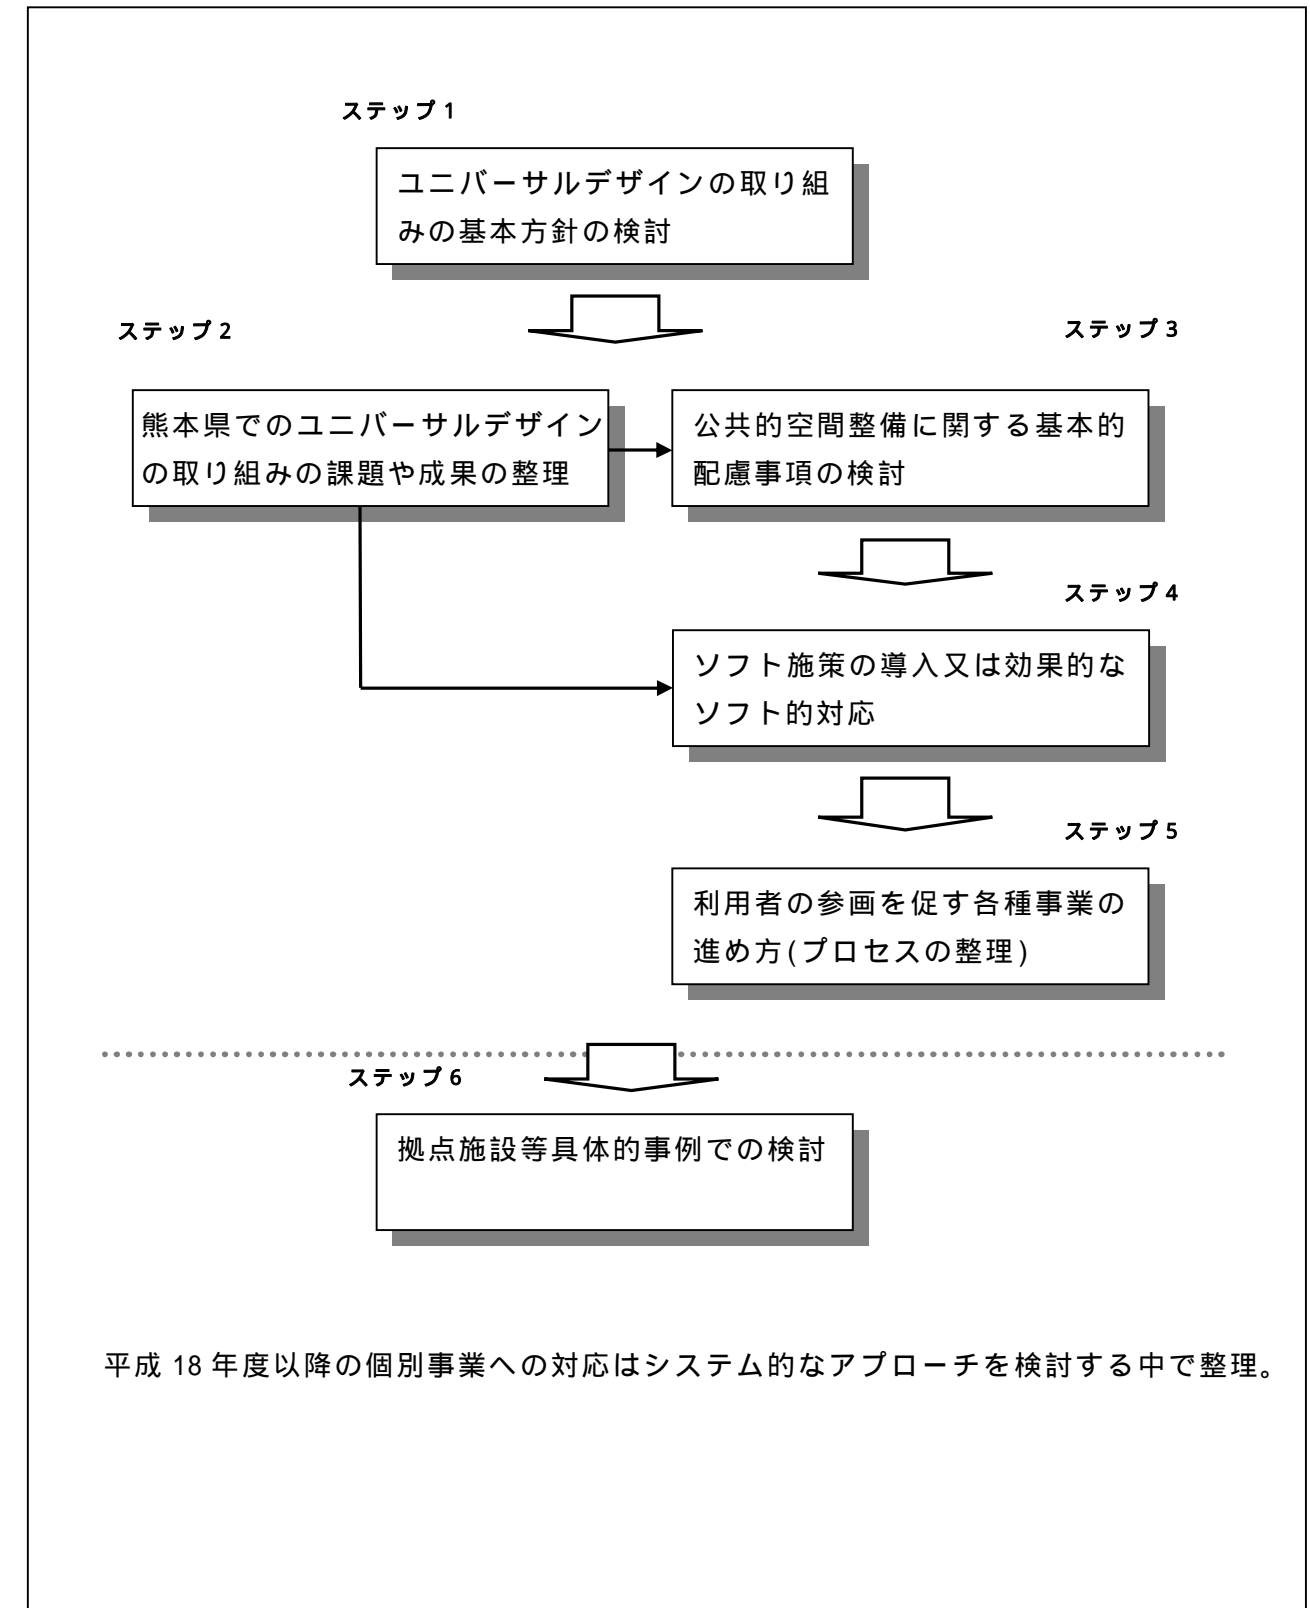 ステップ1
ユニバーサルデザインの取り組
みの基本方針の検討
ステップ2
熊本県でのユニバーサルデザイン
の取り組みの課題や成果の整理
ステップ3
公共的空間整備に関する基本的
配慮事項の検討
ステップ4
ソフト施策の導入又は効果的な
ソフト的対応
ステップ5
利用者の参画を促す各種事業の
進め方(プロセスの整理)
ステップ6
拠点施設等具体的事例での検討
平成18年度以降の個別事業への対応はシステム的なアプローチを検討する中で整理。